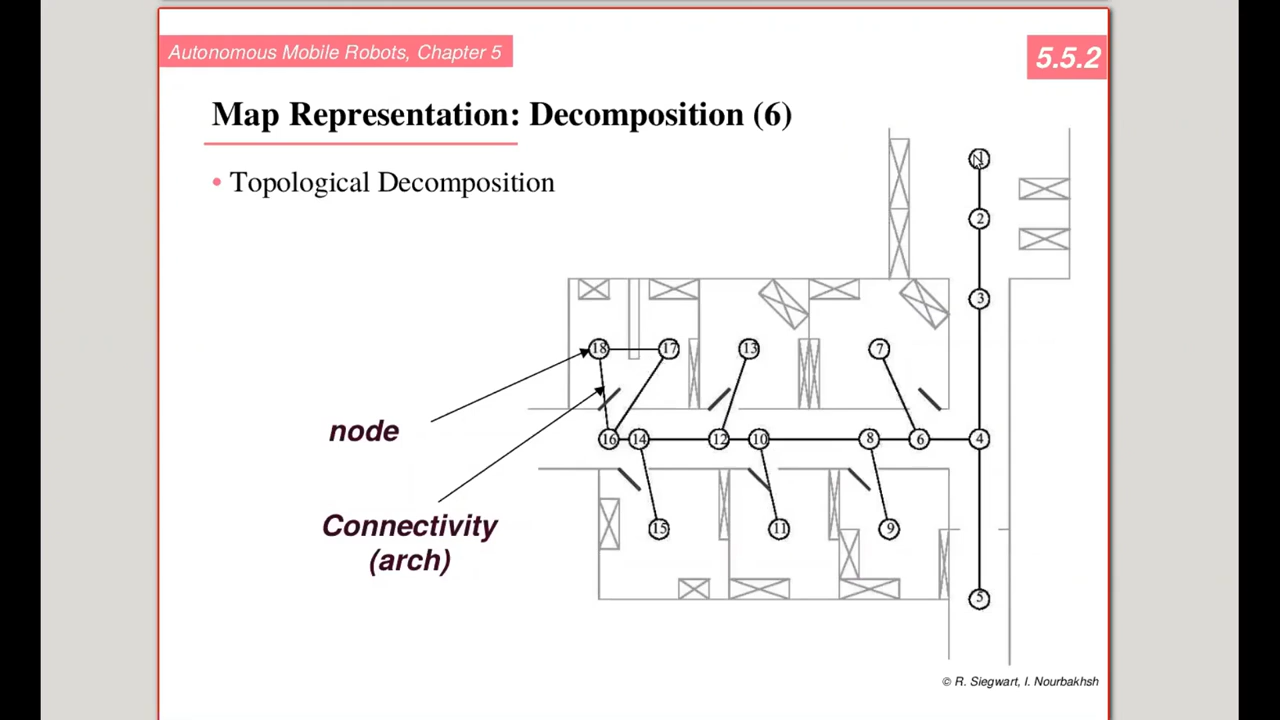 Autonomous Mobile Robots, Chapter 5
5.5.2
Map Representation: Decomposition (6)
• Topological Decomposition
1
2
3
18
17
13
7
node
16
14
12
10
8
6
4
Connectivity
(arch)
15
11
9
5
© R. Siegwart, I. Nourbakhsh